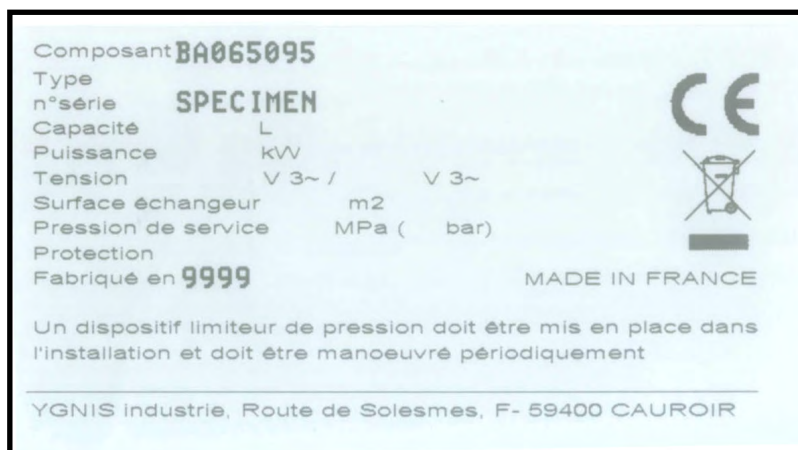 Composant BA065095
Type
n°série SPECIMEN
Capacité L
Puissance kW
Tension V 3~ / V 3~
Surface échangeur m2
Pression de service MPa ( bar)
Protection
Fabriqué en 9999
CE
MADE IN FRANCE
Un dispositif limiteur de pression doit être mis en place dans
l'installation et doit être manoeuvré périodiquement
YGNIS industrie, Route de Solesmes, F- 59400 CAUROIR